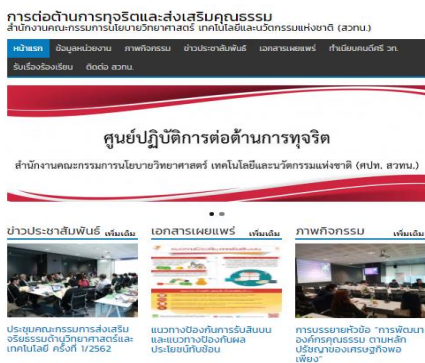 การต่อต้านการทุจริตและส่งเสริมคุณธรรม
สำนักงานคณะกรรมการนโยบายวิทยาศาสตร์ เทคโนโลยีและนวัตกรรมแห่งชาติ (สวทน.)
หน้าแรก ข้อมูลหน่วยงาน ภาพกิจกรรม ข่าวประชาสัมพันธ์ เอกสารเผยแพร่ ทำเนียบคนดีศรี วท.
รับเรื่องร้องเรียน ติดต่อ สวทน.
ศูนย์ปฏิบัติการต่อต้านการทุจริต
สำนักงานคณะกรรมการนโยบายวิทยาศาสตร์ เทคโนโลยีและนวัตกรรมแห่งชาติ (ศปท. สวทน.)
ข่าวประชาสัมพันธ์ เพิ่มเติม
เอกสารเผยแพร่ เพิ่มเติม
ภาพกิจกรรม เพิ่มเติม
ประชุมคณะกรรมการส่งเสริม
จริยธรรมด้านวิทยาศาสตร์และ
เทคโนโลยี ครั้งที่ 1/2562
แนวทางป้องกันการรับสินบน
และแนวทางป้องกันผล
ประโยชน์ทับซ้อน
การบรรยายหัวข้อ "การพัฒนา
องค์กรคุณธรรม ตามหลัก
ปรัชญาของเศรษฐกิจพอ
เพียง"